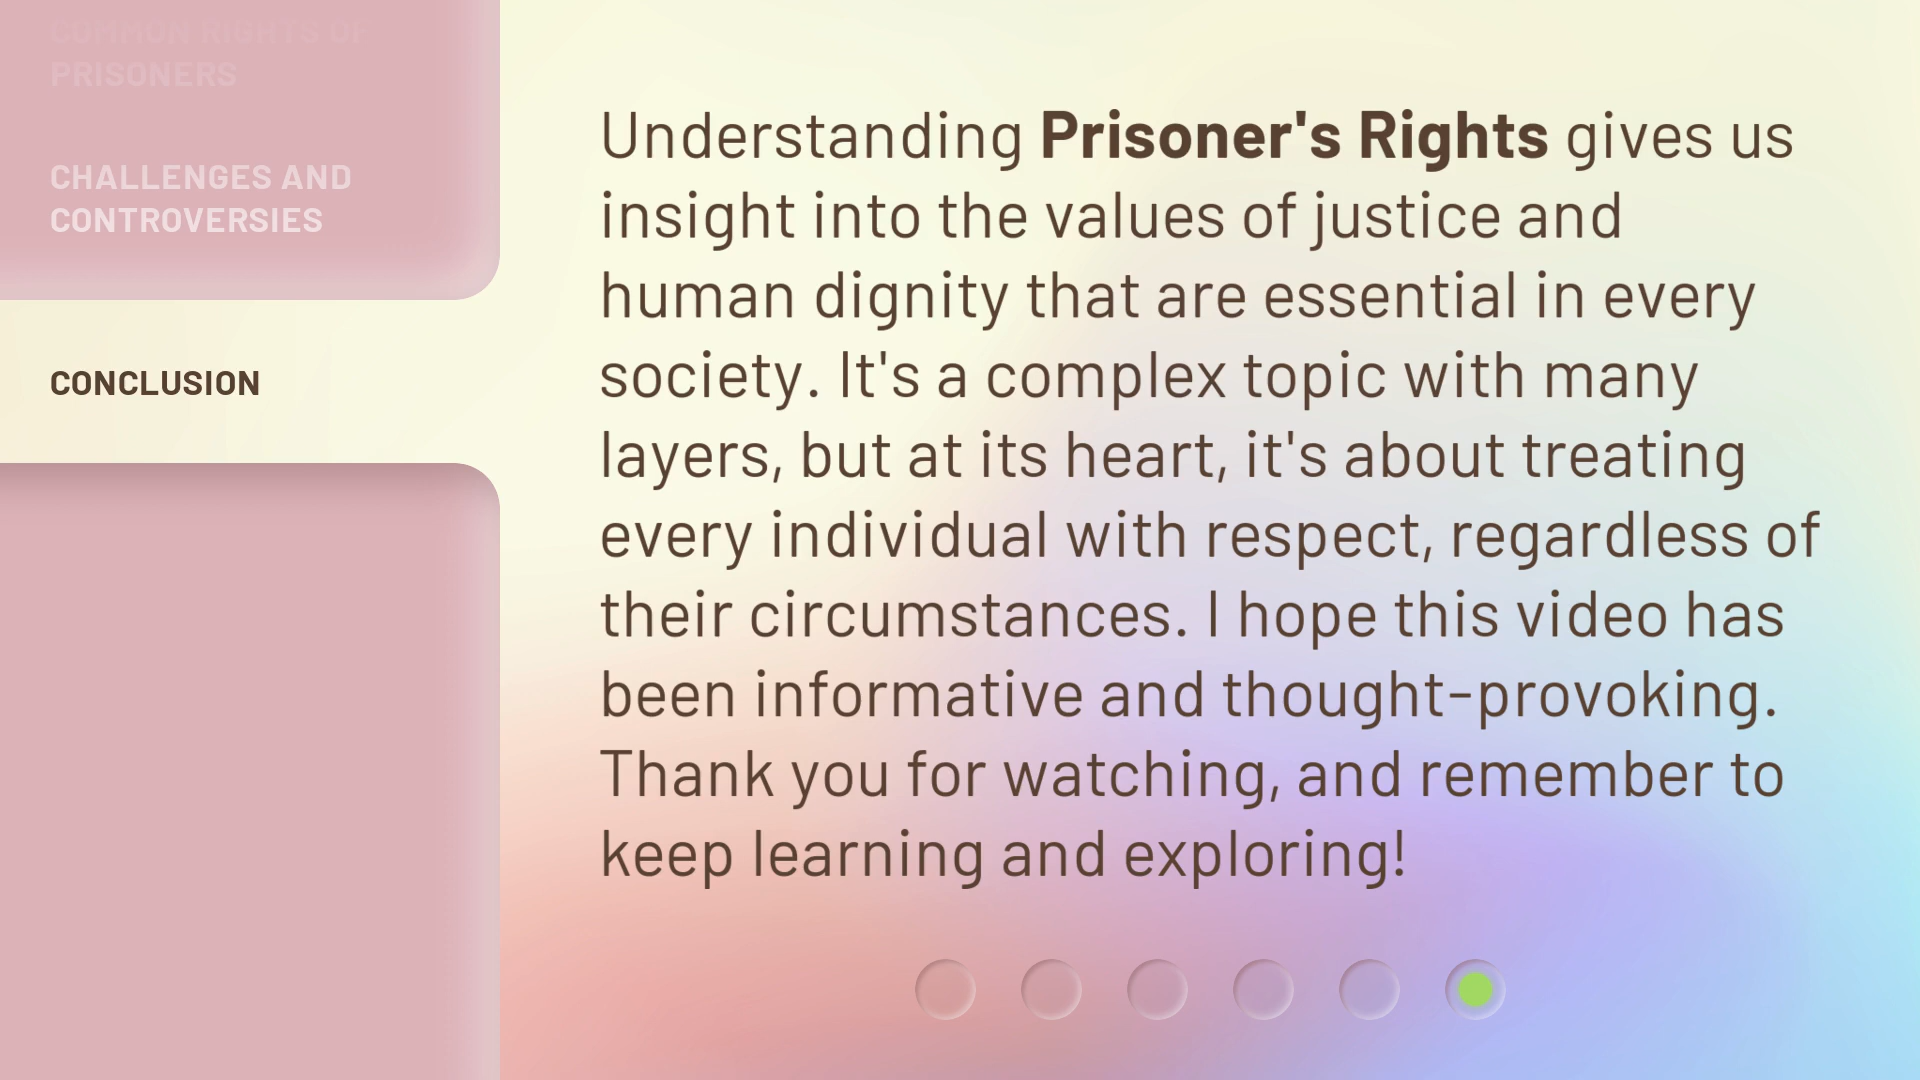 COMMON RIGHTS OF
PRISONERS
CHALLENGES AND
CONTROVERSIES
CONCLUSION
Understanding Prisoner's Rights gives us
insight into the values of justice and
human dignity that are essential in every
society. It's a complex topic with many
layers, but at its heart, it's about treating
every individual with respect, regardless of
their circumstances. I hope this video has
been informative and thought-provoking.
Thank you for watching, and remember to
keep learning and exploring!